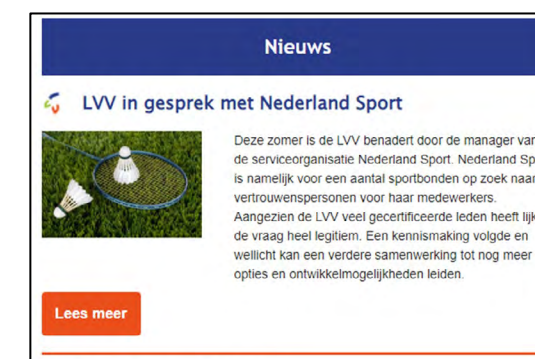 Nieuws
LVV in gesprek met Nederland Sport
Deze zomer is de LVV benadert door de manager
de serviceorganisatie Nederland Sport. Nederland
is namelijk voor een aantal sportbonden op zoek naar
vertrouwenspersonen voor haar medewerkers.
Aangezien de LVV veel gecertificeerde leden heeft
de vraag heel legitiem. Een kennismaking volgde en
wellicht kan een verdere samenwerking tot nog meer
opties en ontwikkelmogelijkheden leiden.
Lees meer